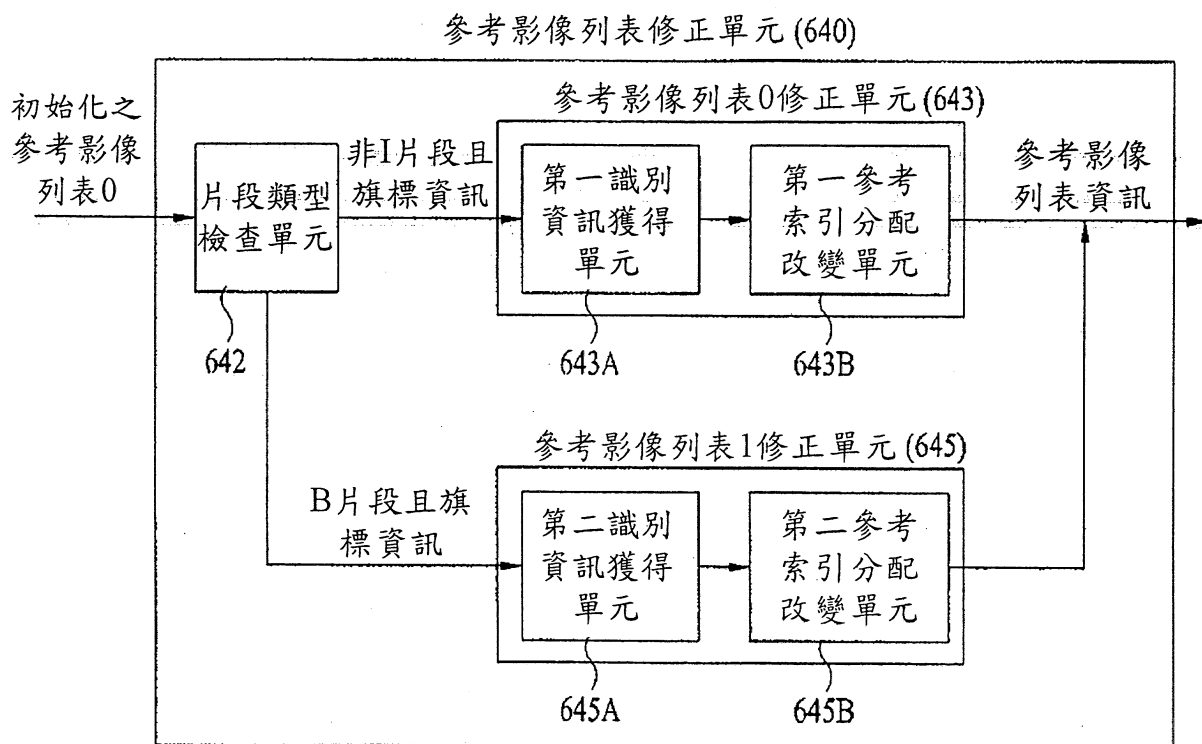 參考影像列表修正單元 (640)
初始化之
參考影像
列表0
片段類型
檢查單元
642
非I片段且
旗標資訊
參考影像列表0修正單元 (643)
第一識別
資訊獲得
單元
643A
第一參考
索引分配
改變單元
643B
參考影像
列表資訊
B片段且旗
標資訊
參考影像列表1修正單元 (645)
第二識別
資訊獲得
單元
645A
第二參考
索引分配
改變單元
645B